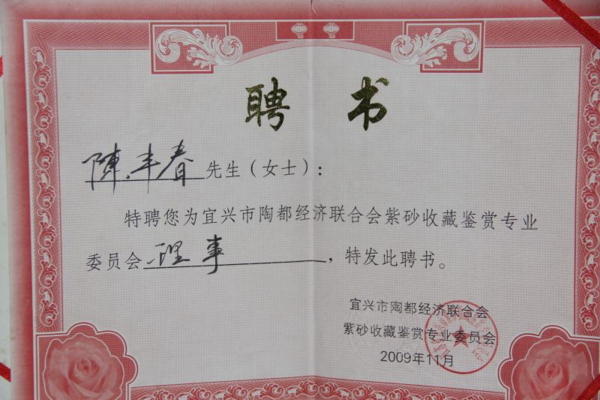 聘书
陳丰春先生（女士）：
特聘您为宜兴市陶都经济联合会紫砂收藏鉴赏专业
委员会理事，特发此聘书。
宜兴市陶都经济联合会
紫砂收藏鉴赏专业委员会
2009年11月